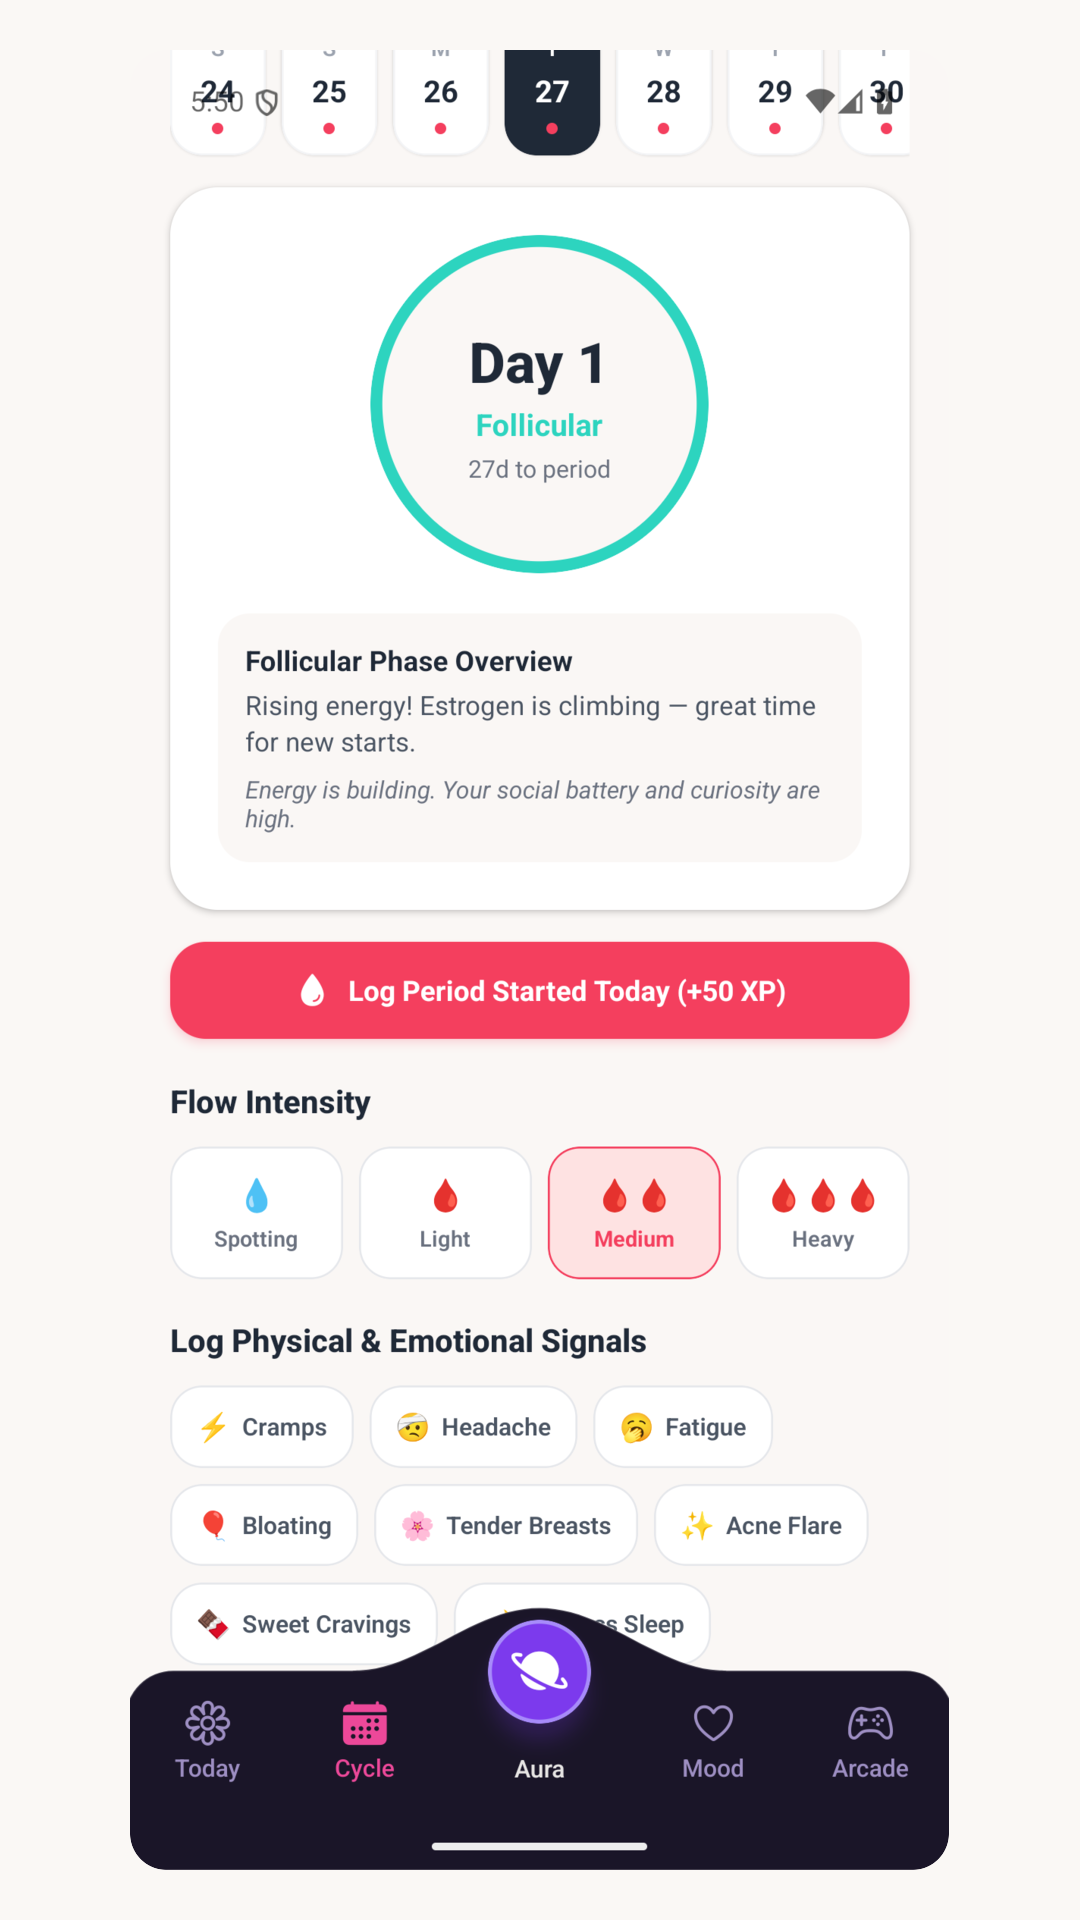 24 25 26 27 28 29 30
5:50
Day 1
Follicular
27d to period
Follicular Phase Overview
Rising energy! Estrogen is climbing — great time
for new starts.
Energy is building. Your social battery and curiosity are
high.
Log Period Started Today (+50 XP)
Flow Intensity
Spotting Light Medium Heavy
Log Physical & Emotional Signals
Cramps Headache Fatigue
Bloating Tender Breasts Acne Flare
Sweet Cravings Sleep
Today Cycle Aura Mood Arcade